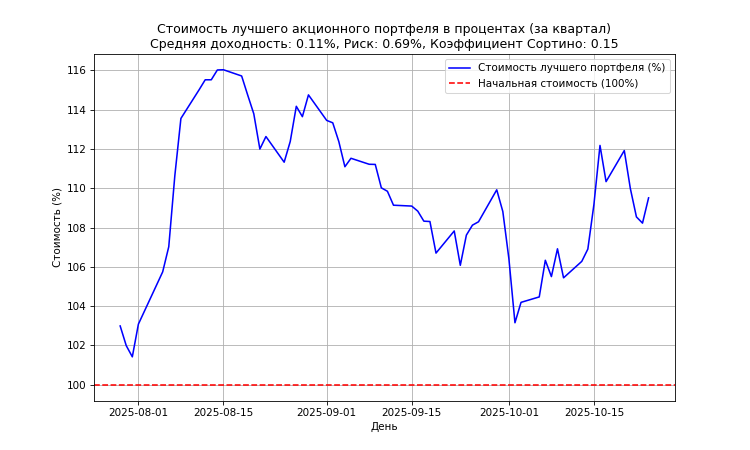 Стоимость лучшего акционного портфеля в процентах (за квартал)
Средняя доходность: 0.11%, Риск: 0.69%, Коэффициент Сортино: 0.15
Стоимость лучшего портфеля (%)
Начальная стоимость (100%)
Стоимость (%)
116
114
112
110
108
106
104
102
100
2025-08-01 2025-08-15 2025-09-01 2025-09-15 2025-10-01 2025-10-15
День